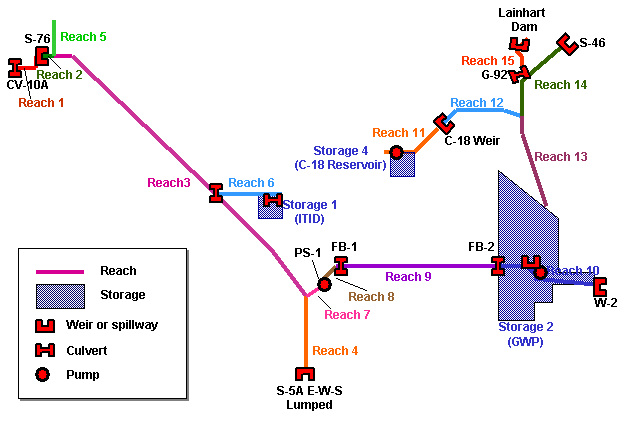 Lainhart
Dam
S-76
Reach 5
S-46
Reach 15
G-92
Reach 2
CV-10A
Reach 14
Reach 1
Reach 12
Reach 11
C-18 Weir
Storage 4
(C-18 Reservoir)
Reach 13
Reach3
Reach 6
Storage 1
(ITID)
PS-1
FB-1
FB-2
Reach 9
Reach 10
Reach 8
W-2
Reach 7
Storage 2
(GWP)
Reach 4
S-5A E-W-S
Lumped
Reach
Storage
Weir or spillway
Culvert
Pump